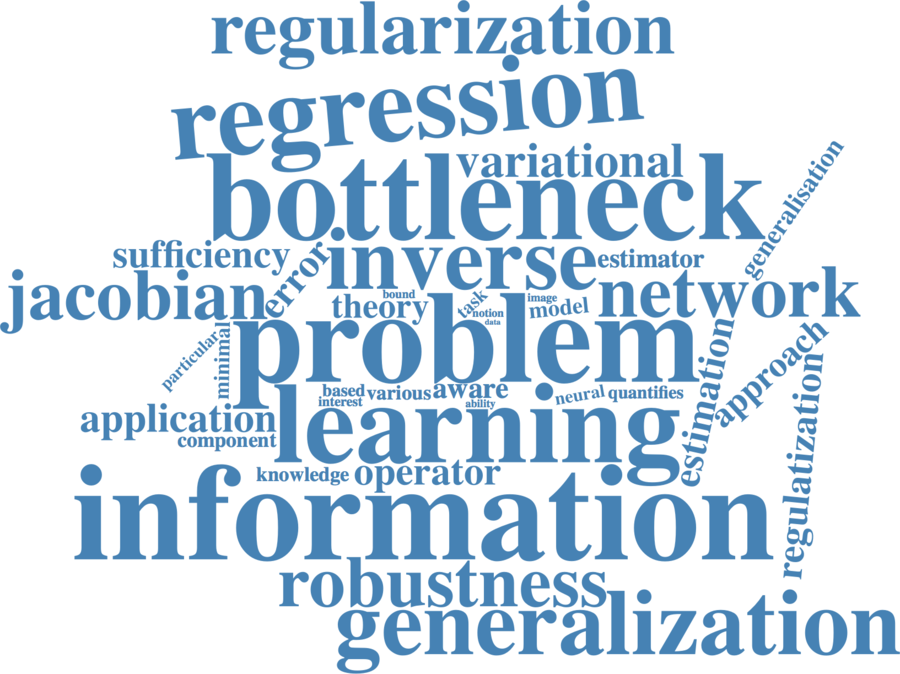 regularization
regression
variational
bottleneck
generalisation
sufficiency
error
inverse
estimator
jacobian
theory
bound
task
notion
data
image
model
network
problem
particular
minimal
estimation
approach
regulatization
based
interest
various
aware
ability
neural
quantifies
application
component
learning
knowledge
operator
information
robustness
generalization